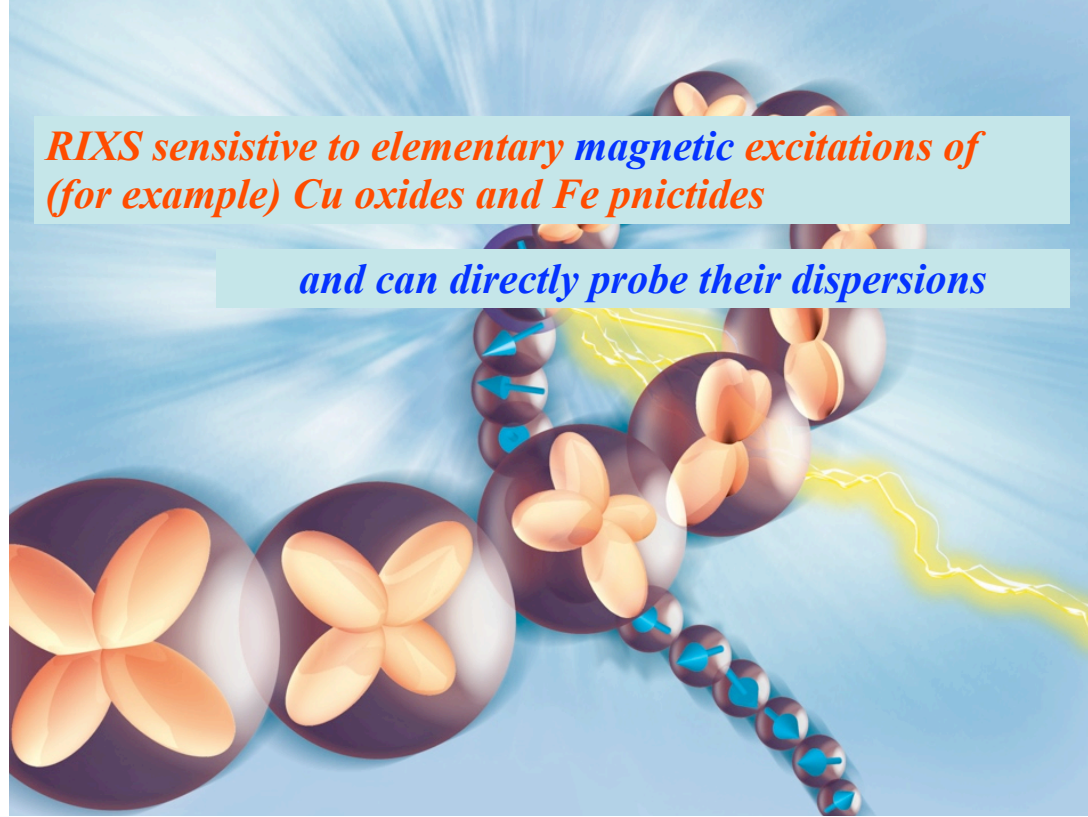 RIXS sensistive to elementary magnetic excitations of
(for example) Cu oxides and Fe pnictides
and can directly probe their dispersions